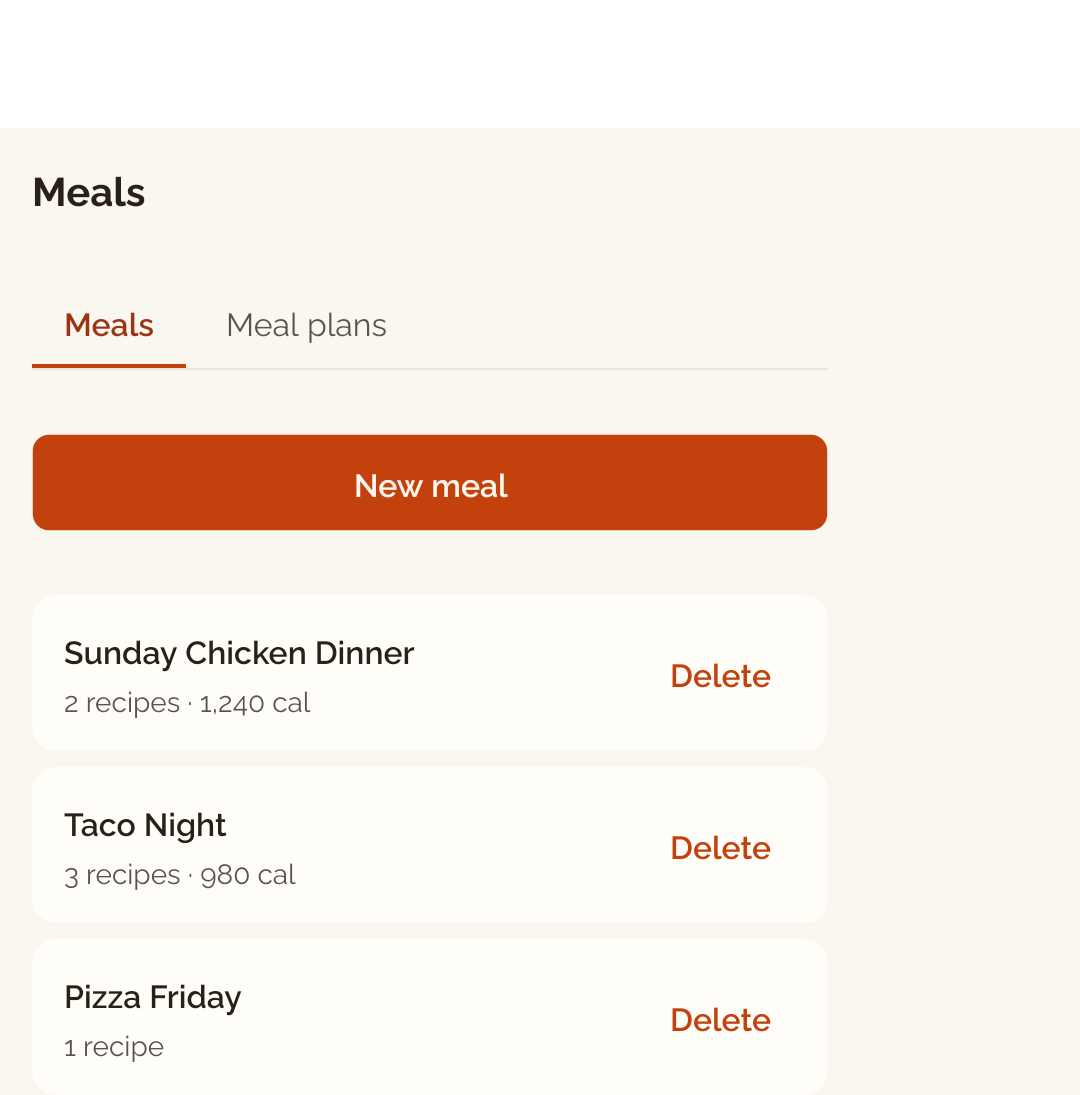 Meals
Meals
Meal plans
New meal
Sunday Chicken Dinner
2 recipes · 1,240 cal
Delete
Taco Night
3 recipes · 980 cal
Delete
Pizza Friday
1 recipe
Delete